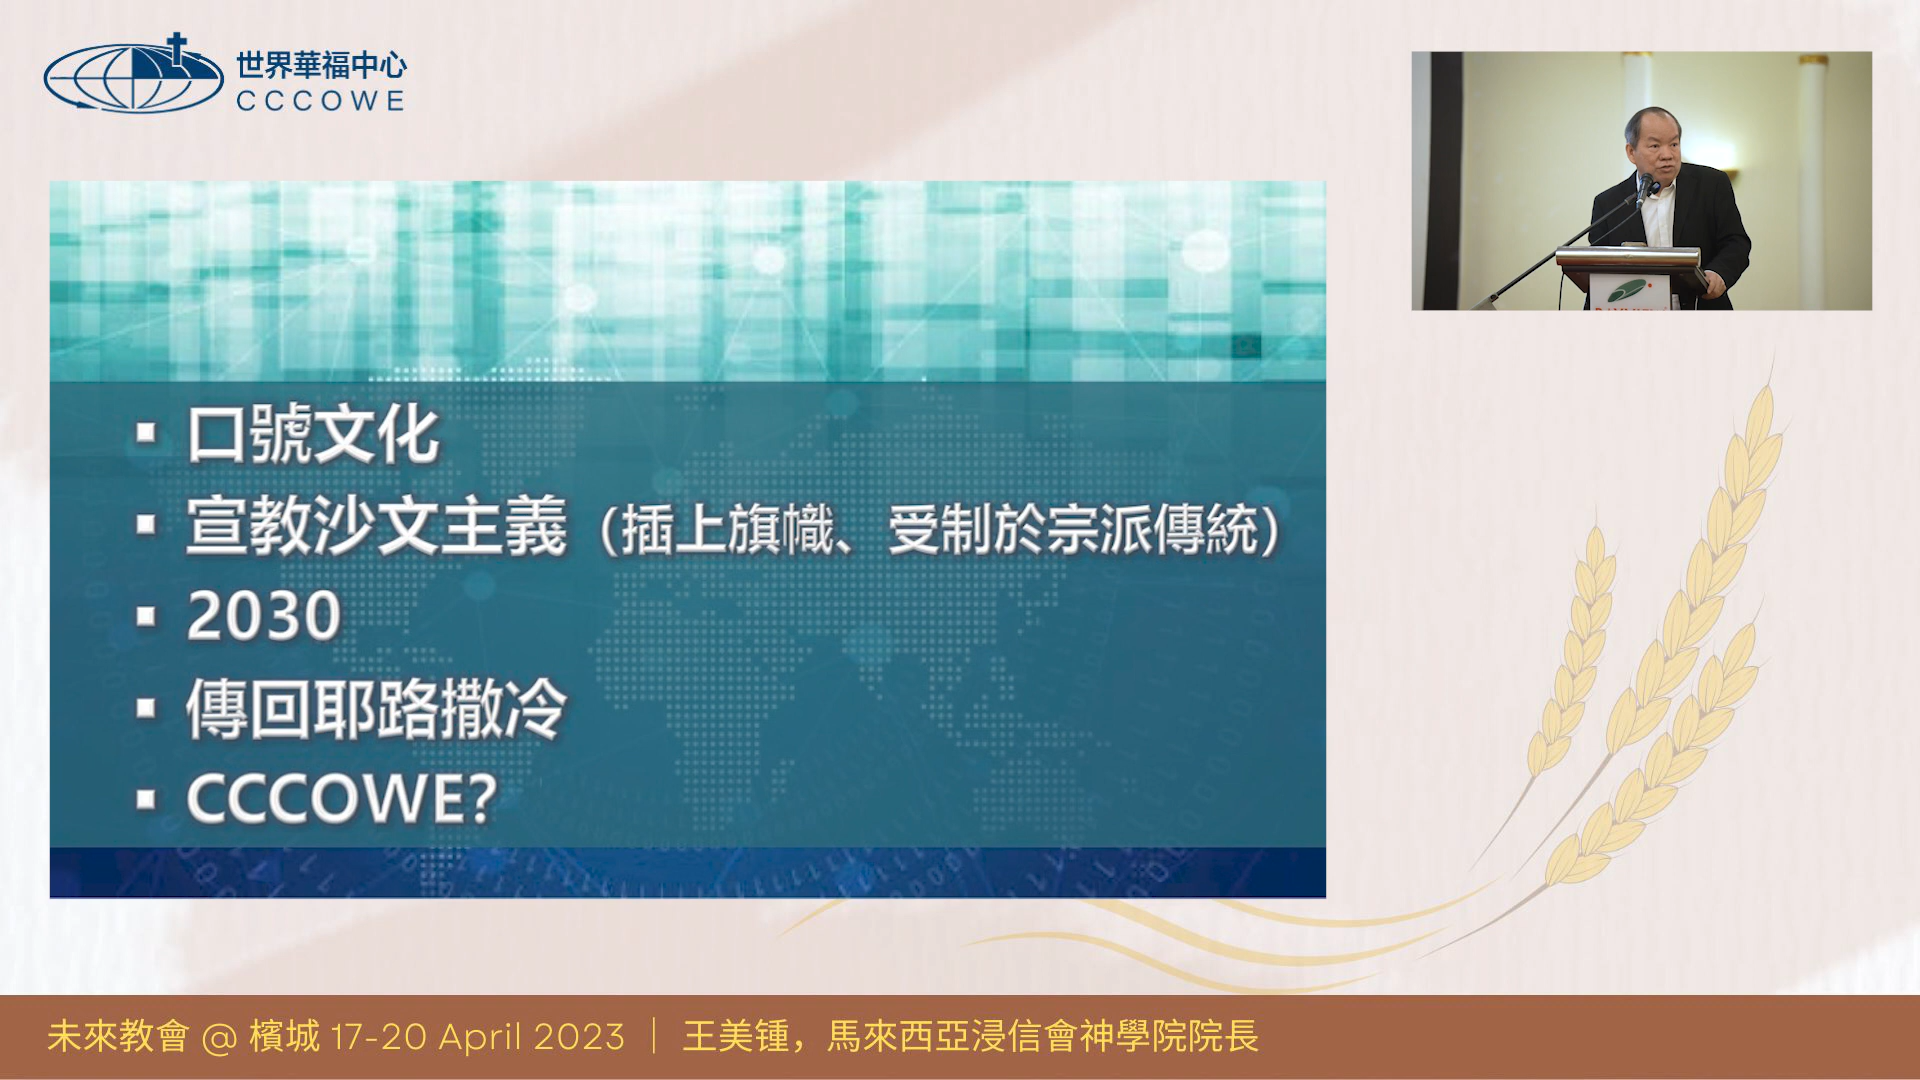 世界華福中心
CCCOWE
▪ 口號文化
▪ 宣教沙文主義（插上旗幟、受制於宗派傳統）
▪ 2030
▪ 傳回耶路撒冷
▪ CCCOWE?
未來教會 @ 檳城 17-20 April 2023 | 王美锺，馬來西亞浸信會神學院院長